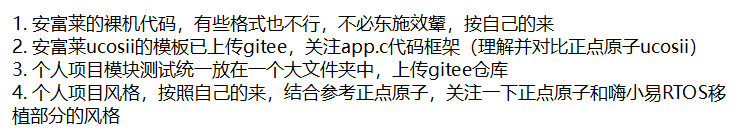 1. 安富莱的裸机代码，有些格式也不行，不必东施效颦，按自己的来
2. 安富莱ucosii的模板已上传gitee，关注app.c代码框架（理解并对比正点原子ucosii）
3. 个人项目模块测试统一放在一个大文件夹中，上传gitee仓库
4. 个人项目风格，按照自己的来，结合参考正点原子，关注一下正点原子和嗨小易RTOS移
植部分的风格